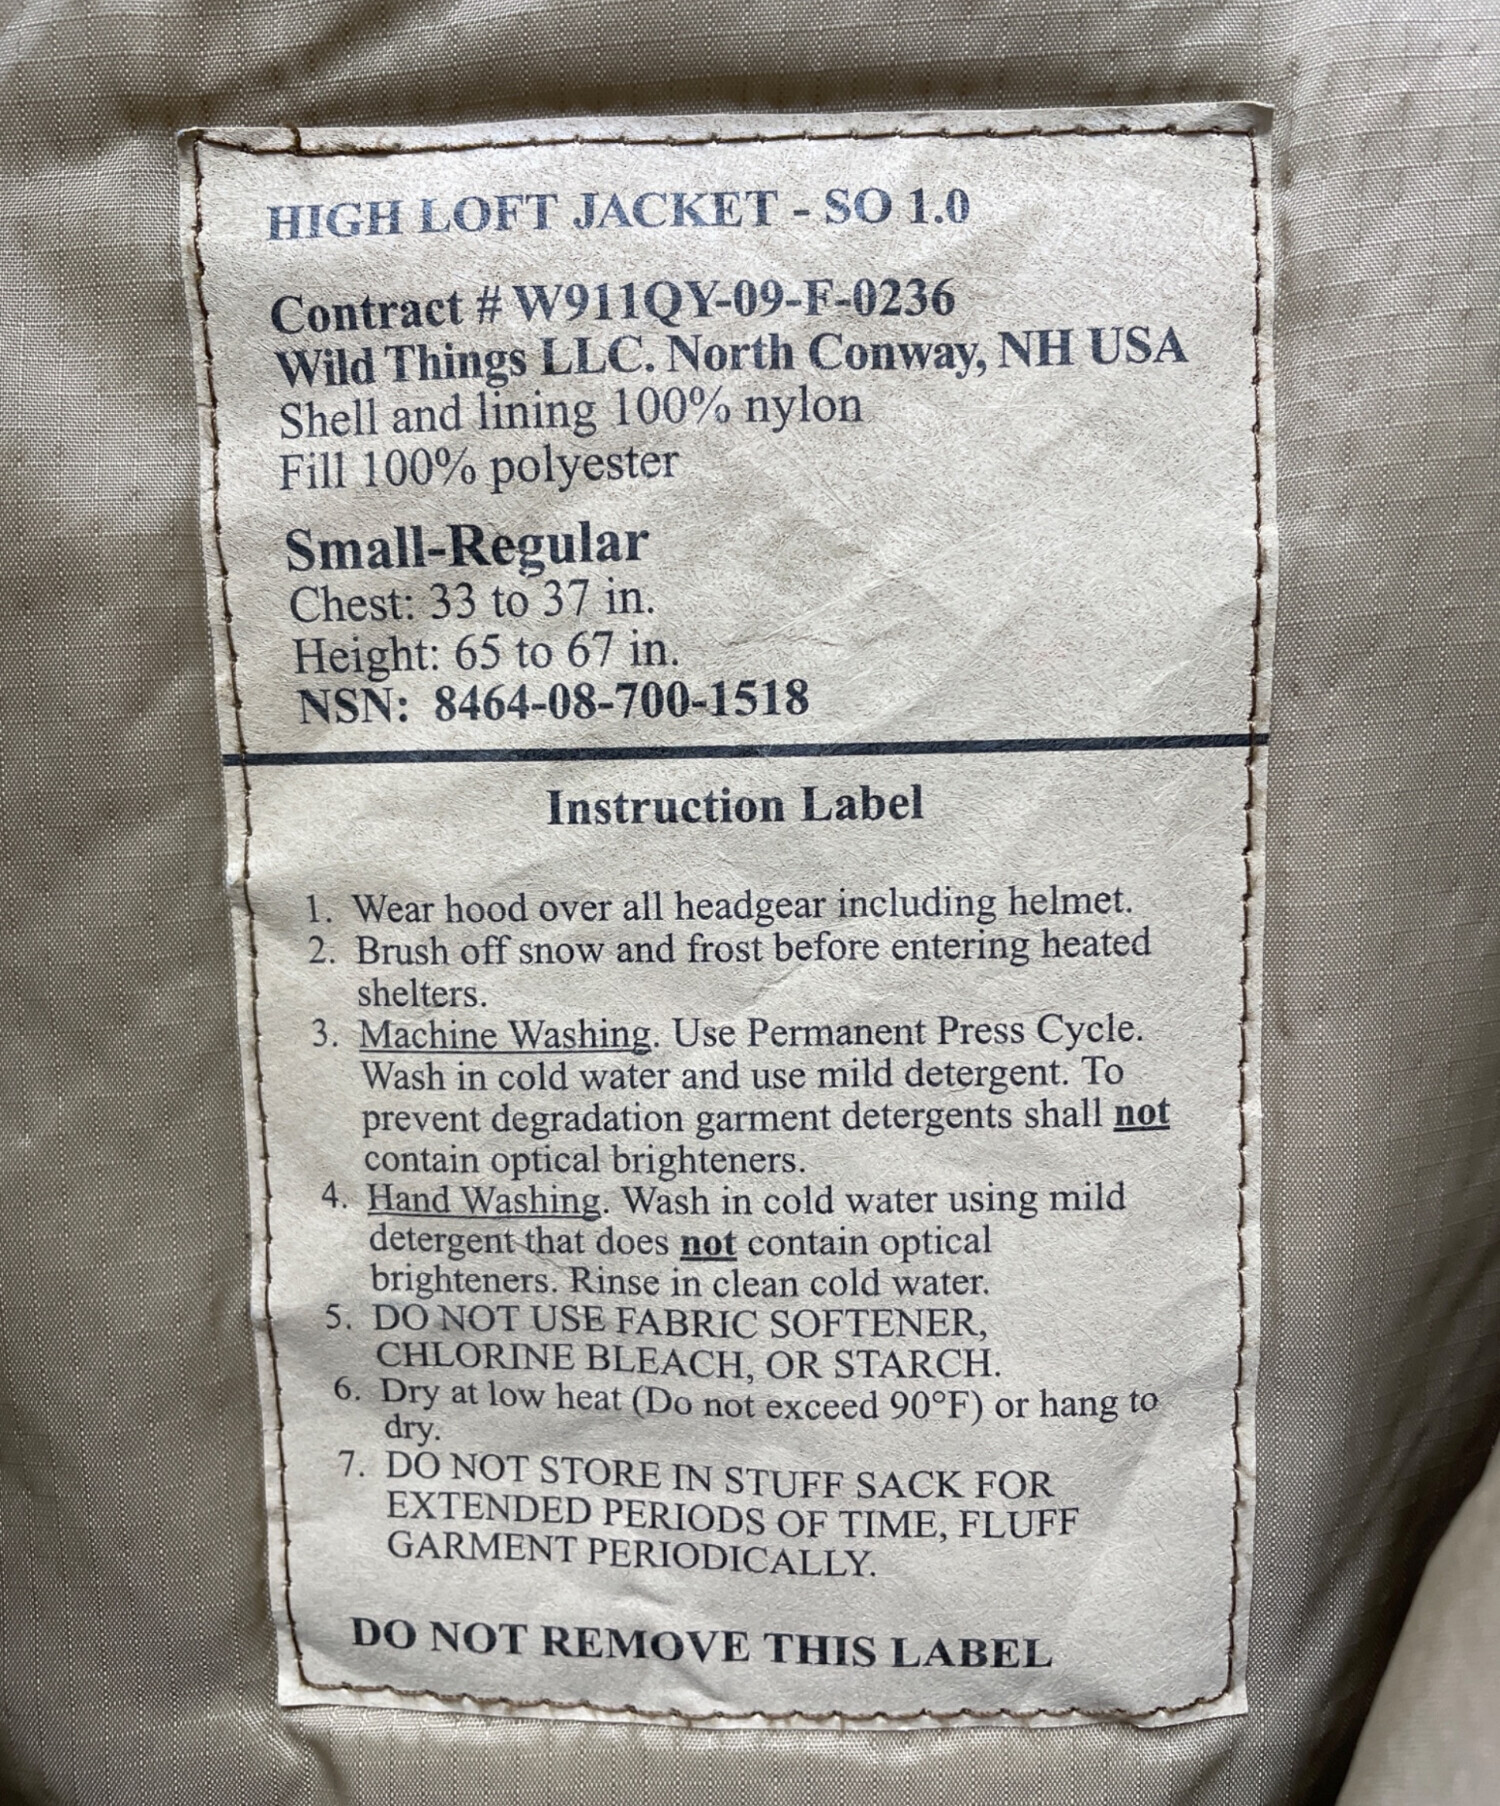 HIGH LOFT JACKET - SO 1.0
Contract # W911QY-09-F-0236
Wild Things LLC. North Conway, NH USA
Shell and lining 100% nylon
Fill 100% polyester
Small-Regular
Chest: 33 to 37 in.
Height: 65 to 67 in.
NSN: 8464-08-700-1518
Instruction Label
1. Wear hood over all headgear including helmet.
2. Brush off snow and frost before entering heated
shelters.
3. Machine Washing. Use Permanent Press Cycle.
Wash in cold water and use mild detergent. To
prevent degradation garment detergents shall not
contain optical brighteners.
4. Hand Washing. Wash in cold water using mild
detergent that does not contain optical
brighteners. Rinse in clean cold water.
5. DO NOT USE FABRIC SOFTENER,
CHLORINE BLEACH, OR STARCH.
6. Dry at low heat (Do not exceed 90°F) or hang to
dry.
7. DO NOT STORE IN STUFF SACK FOR
EXTENDED PERIODS OF TIME, FLUFF
GARMENT PERIODICALLY.
DO NOT REMOVE THIS LABEL